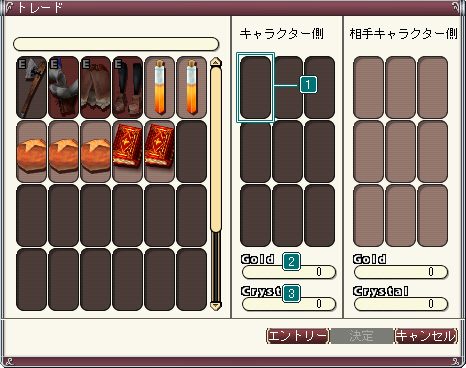 トレード
キャラクター側
相手キャラクター側
E E E E
1
Gold 2
0
Cryst 3
0
Gold
0
Crystal
0
エントリー 決定 キャンセル